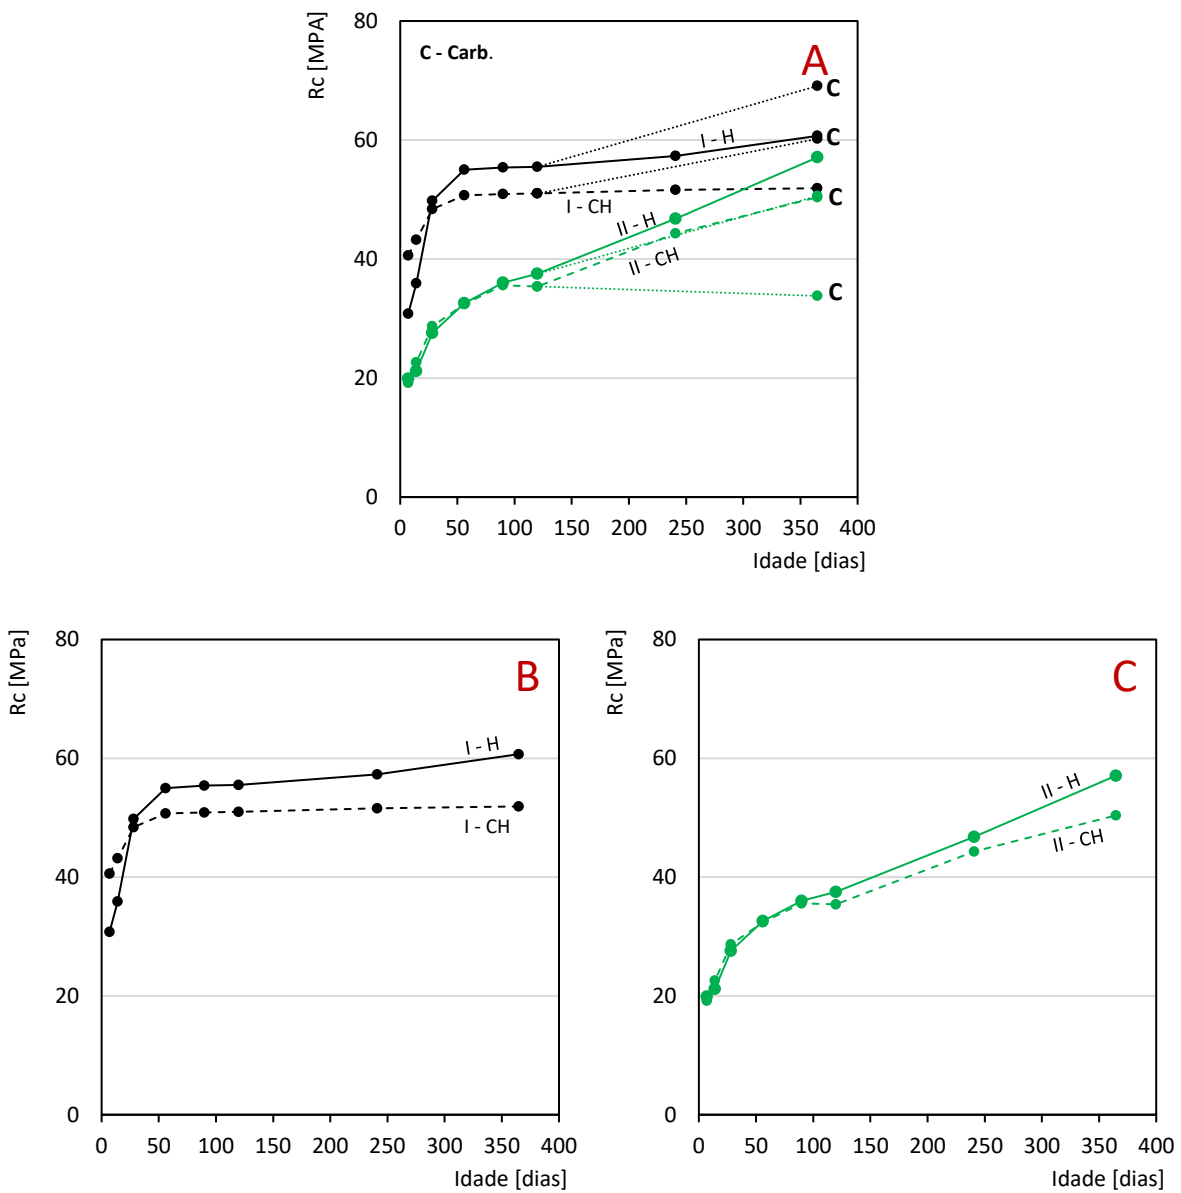 Rc [MPA]
80
C - Carb.
A
C
60
I - H
C
I - CH
II - H
C
40
II - CH
C
20
0
0 50 100 150 200 250 300 350 400
Idade [dias]
Rc [MPa]
80
B
60
I - H
I - CH
40
20
0
0 50 100 150 200 250 300 350 400
Idade [dias]
Rc [MPa]
80
C
60
II - H
II - CH
40
20
0
0 50 100 150 200 250 300 350 400
Idade [dias]